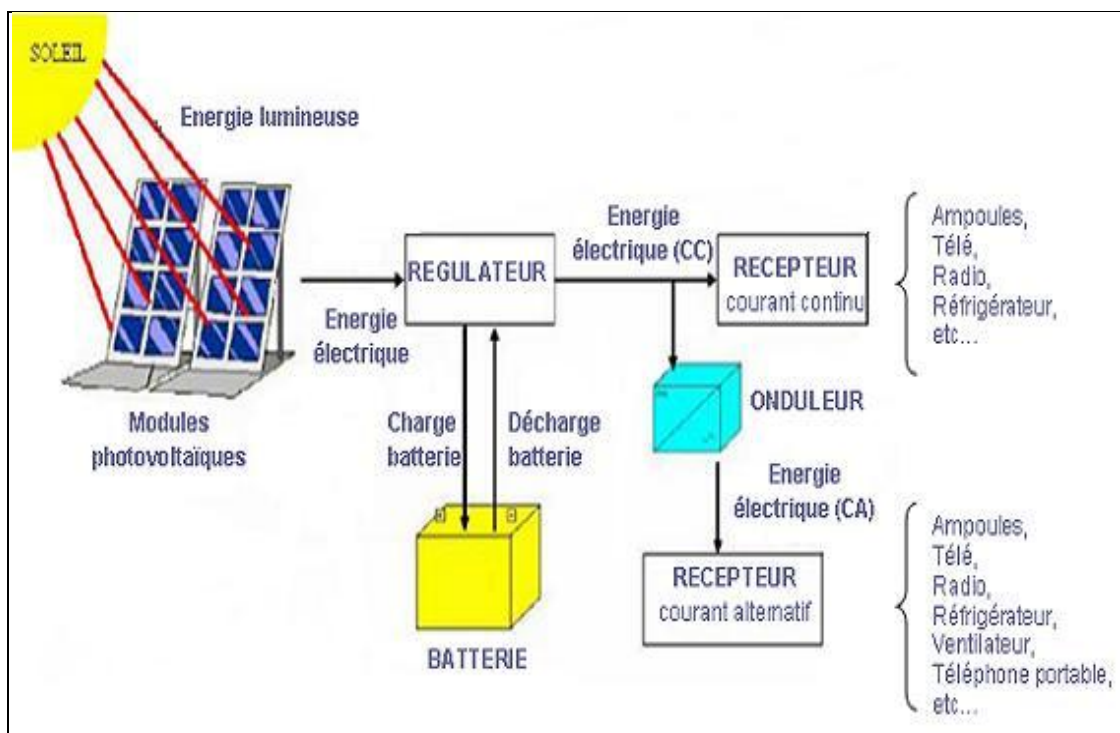 SOLEIL
Energie lumineuse
Modules
photovoltaïques
Energie
électrique
REGULATEUR
Charge
batterie
Décharge
batterie
BATTERIE
Energie
électrique (CC)
RECEPTEUR
courant continu
Ampoules,
Télé,
Radio,
Réfrigérateur,
etc...
ONDULEUR
Energie
électrique (CA)
RECEPTEUR
courant alternatif
Ampoules,
Télé,
Radio,
Réfrigérateur,
Ventilateur,
Téléphone portable,
etc...